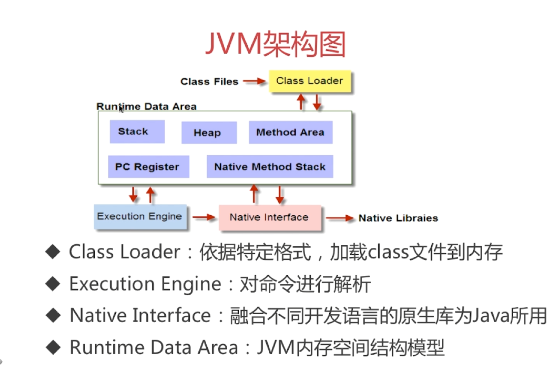 JVM架构图
Class Files
Class Loader
Runtime Data Area
Stack
Heap
Method Area
PC Register
Native Method Stack
Execution Engine
Native Interface
Native Libraies
◆ Class Loader：依据特定格式，加载class文件到内存
◆ Execution Engine：对命令进行解析
◆ Native Interface：融合不同开发语言的原生库为Java所用
◆ Runtime Data Area：JVM内存空间结构模型